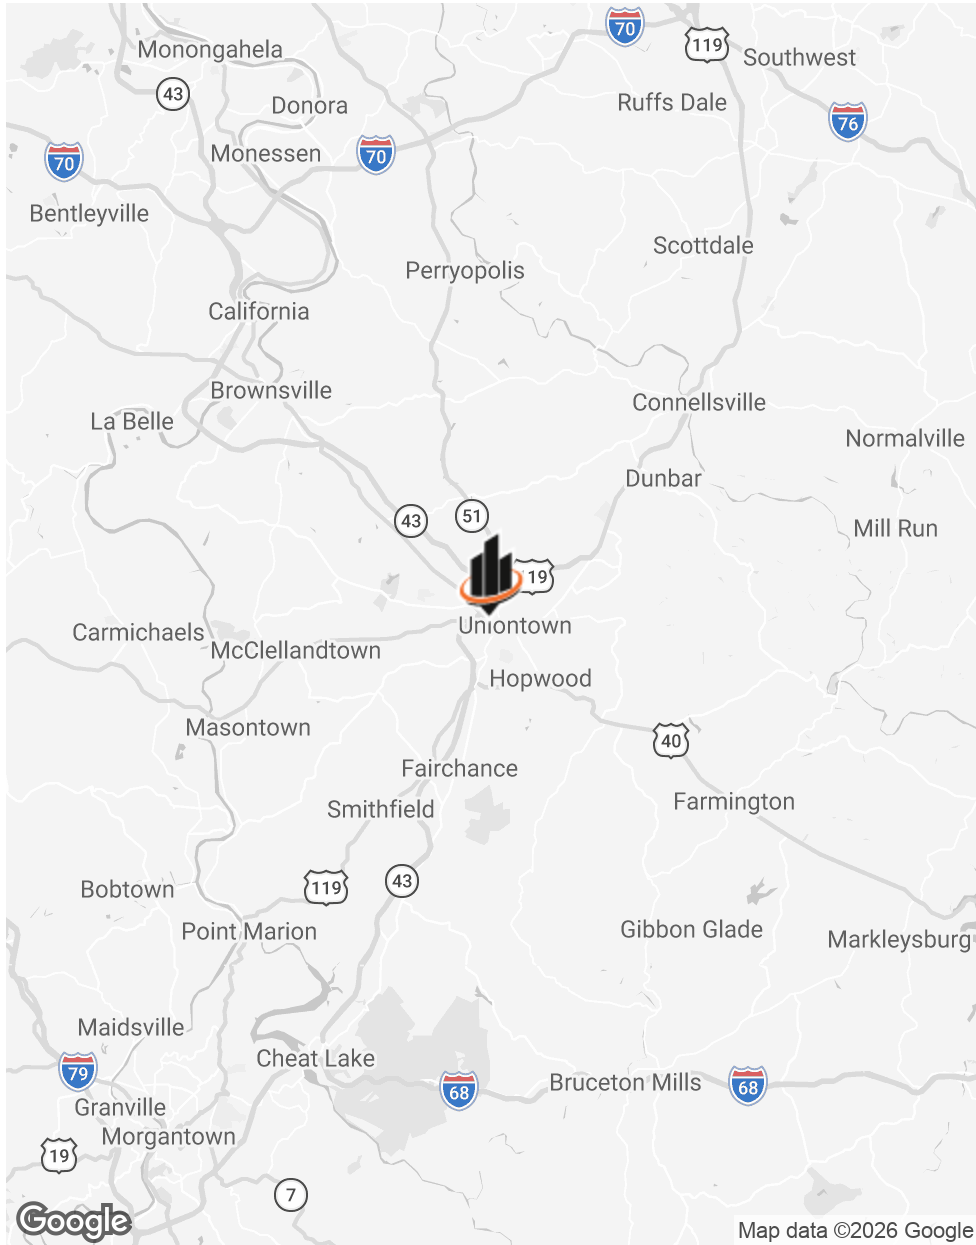 70
119
Monongahela
Southwest
43
Ruffs Dale
Donora
76
70
Monessen
70
Bentleyville
Scottdale
Perryopolis
California
Brownsville
Connellsville
La Belle
Normalville
Dunbar
43
51
Mill Run
19
Uniontown
Carmichaels
McClellandtown
Hopwood
Masontown
40
Fairchance
Smithfield
Farmington
119
43
Bobtown
Point Marion
Gibbon Glade
Markleysburg
Maidsville
Cheat Lake
79
68
Bruceton Mills
68
Granville
Morgantown
19
7
Google
Map data ©2026 Google